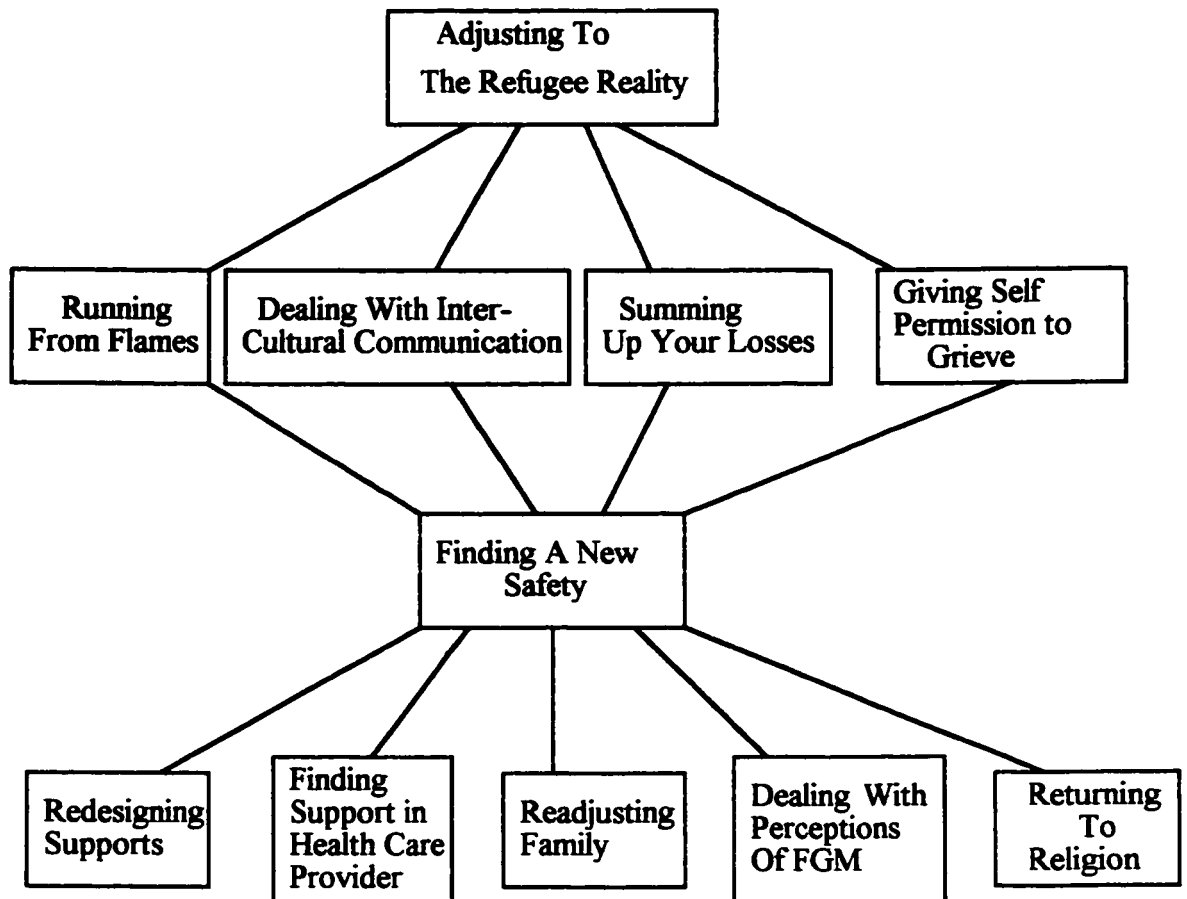 Adjusting To
The Refugee Reality
Running
From Flames
Dealing With Inter-
Cultural Communication
Summing
Up Your Losses
Giving Self
Permission to
Grieve
Finding A New
Safety
Redesigning
Supports
Finding
Support in
Health Care
Provider
Readjusting
Family
Dealing With
Perceptions
Of FGM
Returning
To
Religion